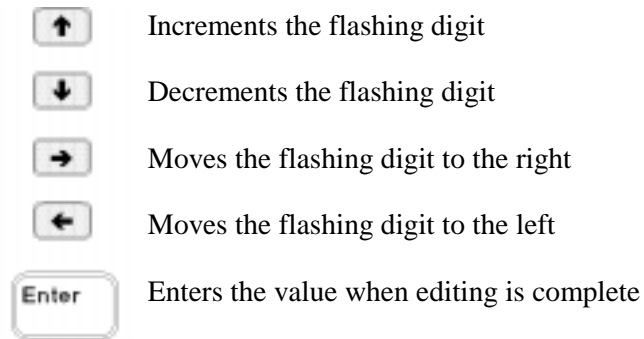 Increments the flashing digit
Decrements the flashing digit
Moves the flashing digit to the right
Moves the flashing digit to the left
Enter Enters the value when editing is complete